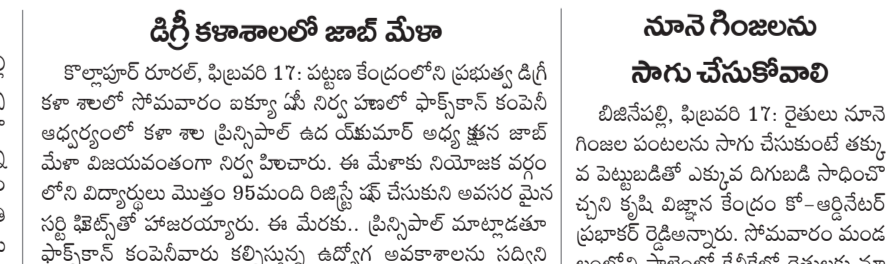 డిగ్రీ కళాశాలలో జాబ్ మేళా
కొల్లాపూర్ రూరల్, ఫిబ్రవరి 17: పట్టణ కేంద్రంలోని ప్రభుత్వ డిగ్రీ
కళా శాలలో సోమవారం ఐక్యూ ఏసీ నిర్వ హణలో ఫాక్స్‌కాన్ కంపెనీ
ఆధ్వర్యంలో కళా శాల ప్రిన్సిపాల్ ఉద య్‌కుమార్ అధ్య క్షతన జాబ్
మేళా విజయవంతంగా నిర్వ హించారు. ఈ మేళాకు నియోజక వర్గం
లోని విద్యార్థులు మొత్తం 95మంది రిజిస్ట్రే షన్ చేసుకుని అవసర మైన
సర్టి ఫికెట్స్‌తో హాజరయ్యారు. ఈ మేరకు.. ప్రిన్సిపాల్ మాట్లాడతూ
ఫాక్స్‌కాన్ కంపెనీవారు కల్పిస్తున్న ఉద్యోగ అవకాశాలను సద్విని
నూనె గింజలను
సాగు చేసుకోవాలి
బిజినేపల్లి, ఫిబ్రవరి 17: రైతులు నూనె
గింజల పంటలను సాగు చేసుకుంటే తక్కు
వ పెట్టుబడితో ఎక్కువ దిగుబడి సాధించొ
చ్చని కృషి విజ్ఞాన కేంద్రం కో-ఆర్డినేటర్
ప్రభాకర్ రెడ్డిఅన్నారు. సోమవారం మండ